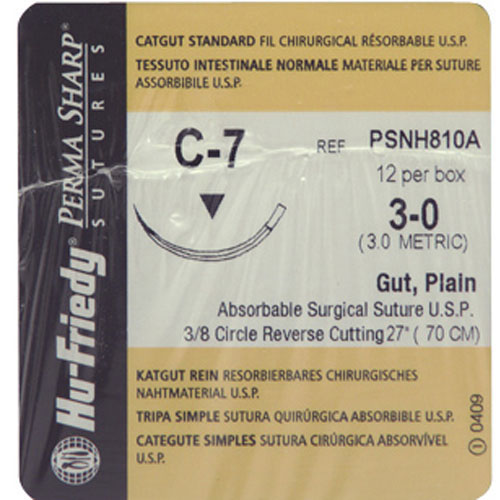 CATGUT STANDARD FIL CHIRURGICAL RÉSORBABLE U.S.P.
TESSUTO INTESTINALE NORMALE MATERIALE PER SUTURE
ASSORBIBILE U.S.P.
C-7
REF PSNH810A
12 per box
3-0
(3.0 METRIC)
Gut, Plain
Absorbable Surgical Suture U.S.P.
3/8 Circle Reverse Cutting 27" ( 70 CM)
KATGUT REIN RESORBIERBARES CHIRURGISCHES
NAHTMATERIAL U.S.P.
TRIPA SIMPLE SUTURA QUIRÚRGICA ABSORBIBLE U.S.P.
CATEGUTE SIMPLES SUTURA CIRÚRGICA ABSORVÍVEL
U.S.P.
0409
Hu-Friedy®
PERMA SHARP®
SUTURES